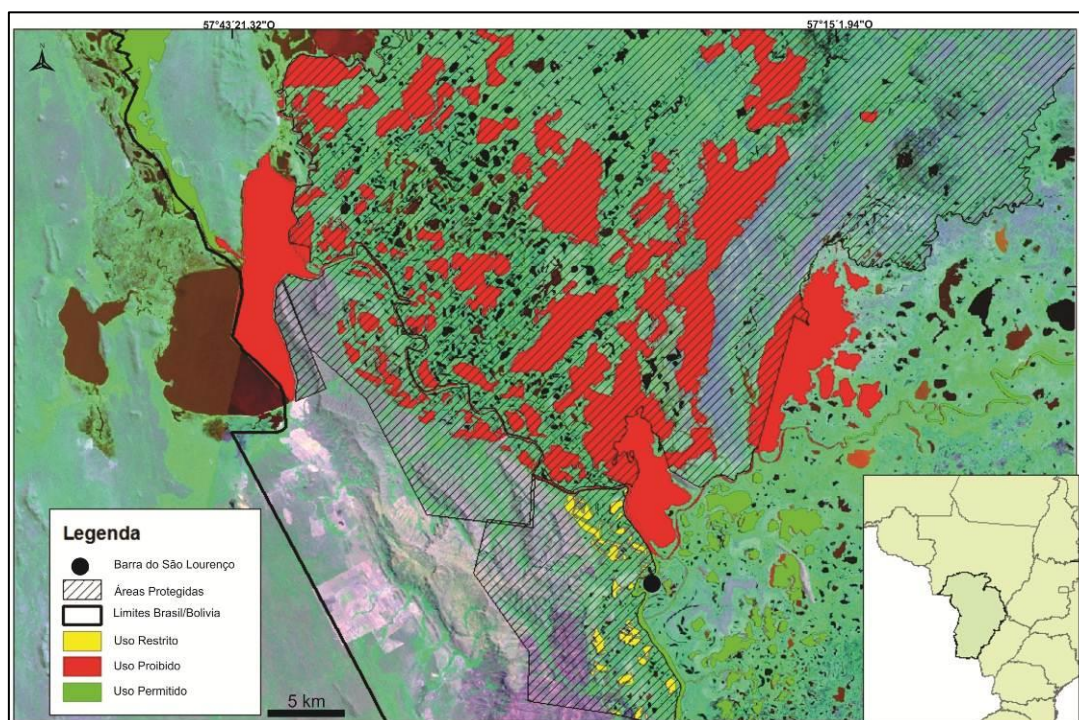 57°43'21.32"O
57°15'1.94"O
N
Legenda
Barra do São Lourenço
Áreas Protegidas
Limites Brasil/Bolivia
Uso Restrito
Uso Proibido
Uso Permitido
5 km